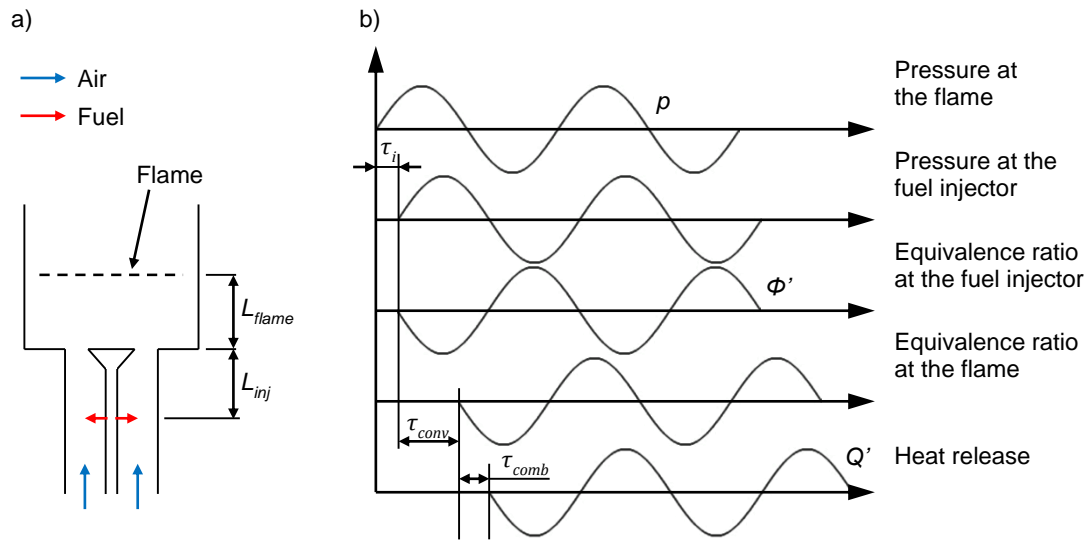 a)
Air
Fuel
Flame
L_flame
L_inj
b)
p
Pressure at
the flame
τ_i
Pressure at the
fuel injector
Equivalence ratio
at the fuel injector
Φ'
Equivalence ratio
at the flame
τ_conv
τ_comb
Q'
Heat release